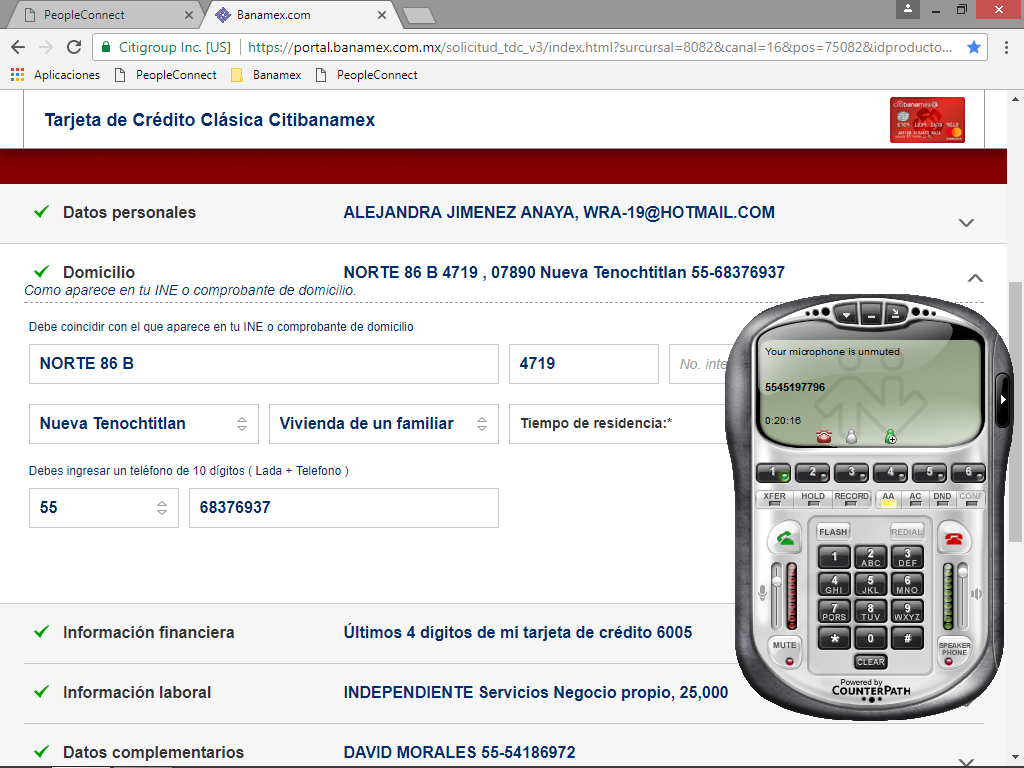 PeopleConnect
Banamex.com
Citigroup Inc. [US]
https://portal.banamex.com.mx/solicitud_tdc_v3/index.html?surcursal=8082&canal=16&pos=75082&idproducto...
Aplicaciones
PeopleConnect
Banamex
PeopleConnect
Tarjeta de Crédito Clásica Citibanamex
citibanamex
Datos personales
ALEJANDRA JIMENEZ ANAYA, WRA-19@HOTMAIL.COM
Domicilio
NORTE 86 B 4719 , 07890 Nueva Tenochtitlan 55-68376937
Como aparece en tu INE o comprobante de domicilio.
Debe coincidir con el que aparece en tu INE o comprobante de domicilio
NORTE 86 B
4719
No. inte
Nueva Tenochtitlan
Vivienda de un familiar
Tiempo de residencia:*
Debes ingresar un teléfono de 10 dígitos ( Lada + Telefono )
55
68376937
Información financiera
Últimos 4 dígitos de mi tarjeta de crédito 6005
Información laboral
INDEPENDIENTE Servicios Negocio propio, 25,000
Datos complementarios
DAVID MORALES 55-54186972
Your microphone is unmuted
5545197796
0:20:16
1 2 3 4 5 6
XFER HOLD RECORD AA AC DND CONF
FLASH REDIAL
1 2 ABC 3 DEF
4 GHI 5 JKL 6 MNO
7 PQRS 8 TUV 9 WXYZ
* 0 #
MUTE
SPEAKER PHONE
CLEAR
Powered by
COUNTERPATH